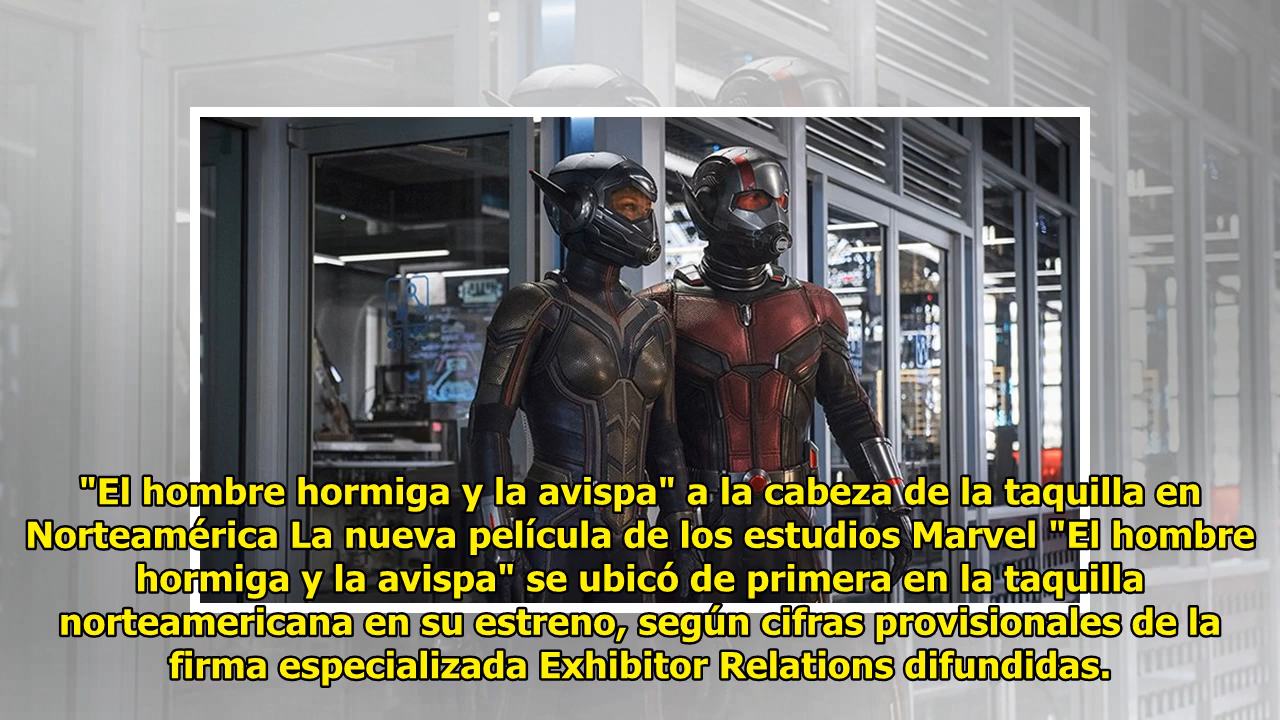 "El hombre hormiga y la avispa" a la cabeza de la taquilla en
Norteamérica La nueva película de los estudios Marvel "El hombre
hormiga y la avispa" se ubicó de primera en la taquilla
norteamericana en su estreno, según cifras provisionales de la
firma especializada Exhibitor Relations difundidas.